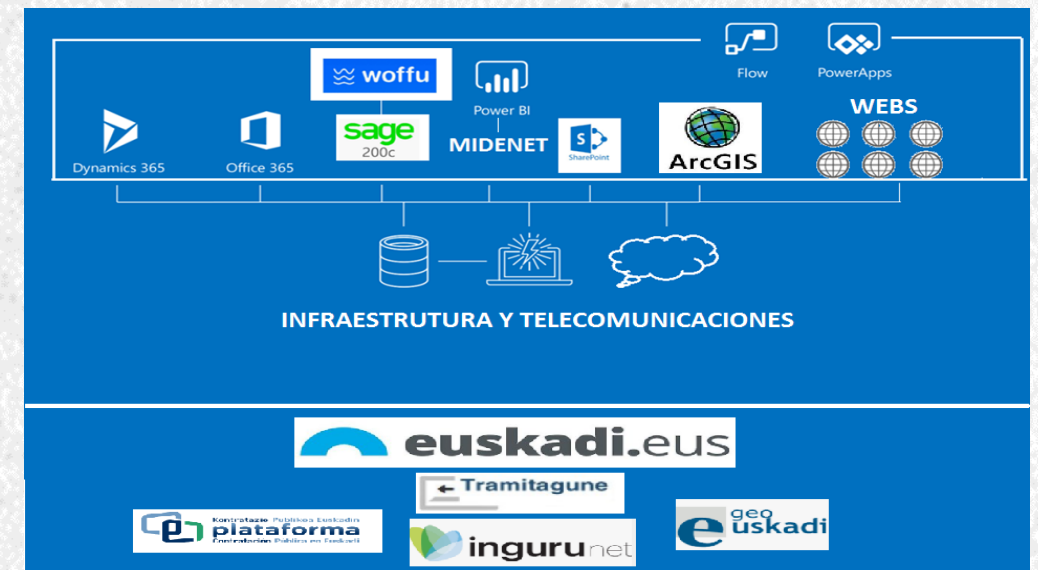 Flow
PowerApps
woffu
Power BI
WEBS
sage
200c
MIDENET
SharePoint
ArcGIS
Dynamics 365
Office 365
INFRAESTRUTURA Y TELECOMUNICACIONES
euskadi.eus
Tramitagune
Kontratazio Publikoa Euskadin
plataforma
Contratación Pública en Euskadi
ingurunet
geo
euskadi